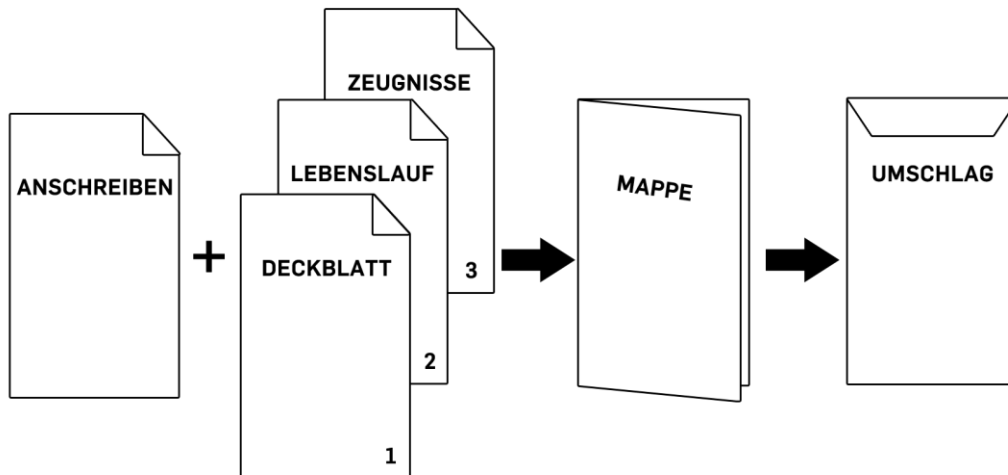 ANSCHREIBEN
+
ZEUGNISSE
3
LEBENSLAUF
2
DECKBLATT
1
MAPPE
UMSCHLAG